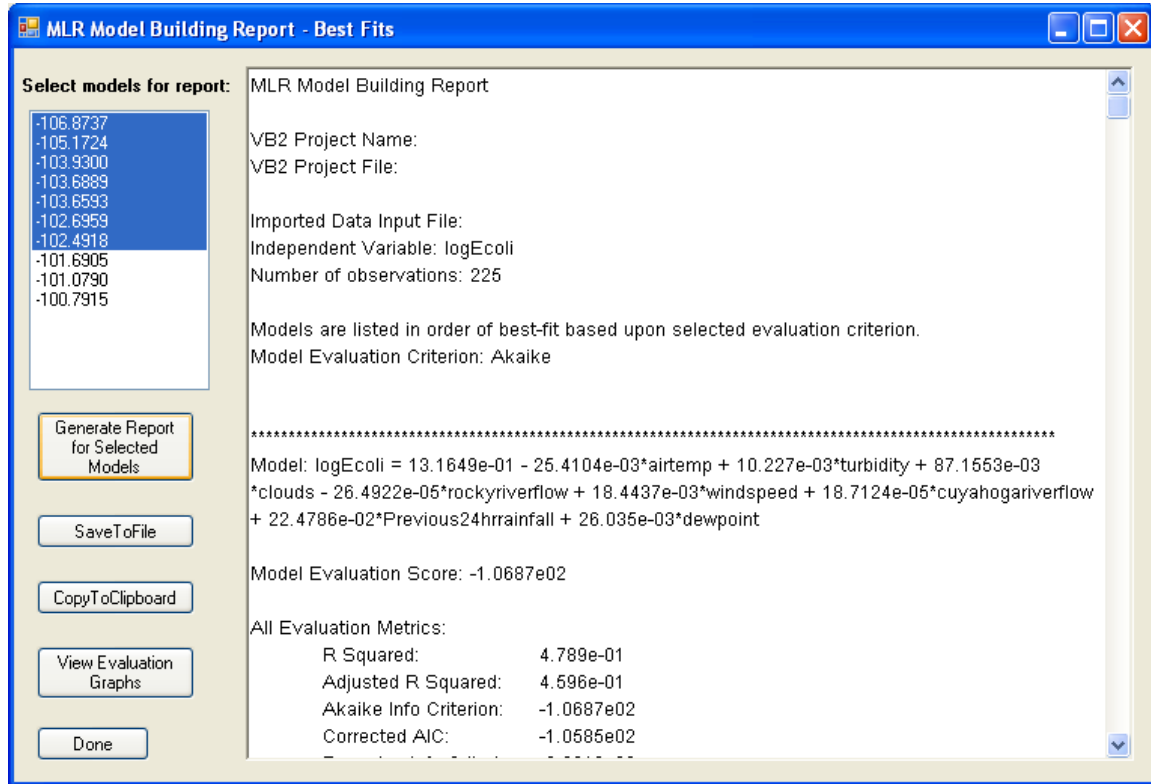 MLR Model Building Report - Best Fits
Select models for report:
-106.8737
-105.1724
-103.9300
-103.6889
-103.6593
-102.6959
-102.4918
-101.6905
-101.0790
-100.7915
Generate Report
for Selected
Models
SaveToFile
CopyToClipboard
View Evaluation
Graphs
Done
MLR Model Building Report
VB2 Project Name:
VB2 Project File:
Imported Data Input File:
Independent Variable: logEcoli
Number of observations: 225
Models are listed in order of best-fit based upon selected evaluation criterion.
Model Evaluation Criterion: Akaike
*****************************************************************************************************************
Model: logEcoli = 13.1649e-01 - 25.4104e-03*airtemp + 10.227e-03*turbidity + 87.1553e-03
*clouds - 26.4922e-05*rockyriverflow + 18.4437e-03*windspeed + 18.7124e-05*cuyahogariverflow
+ 22.4786e-02*Previous24hrrainfall + 26.035e-03*dewpoint
Model Evaluation Score: -1.0687e02
All Evaluation Metrics:
R Squared: 4.789e-01
Adjusted R Squared: 4.596e-01
Akaike Info Criterion: -1.0687e02
Corrected AIC: -1.0585e02